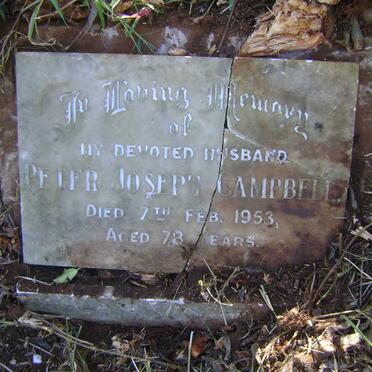 In Loving Memory
of
MY DEVOTED HUSBAND
PETER JOSEPH CAMPBELL
DIED 7TH FEB. 1953,
AGED 78 YEARS.